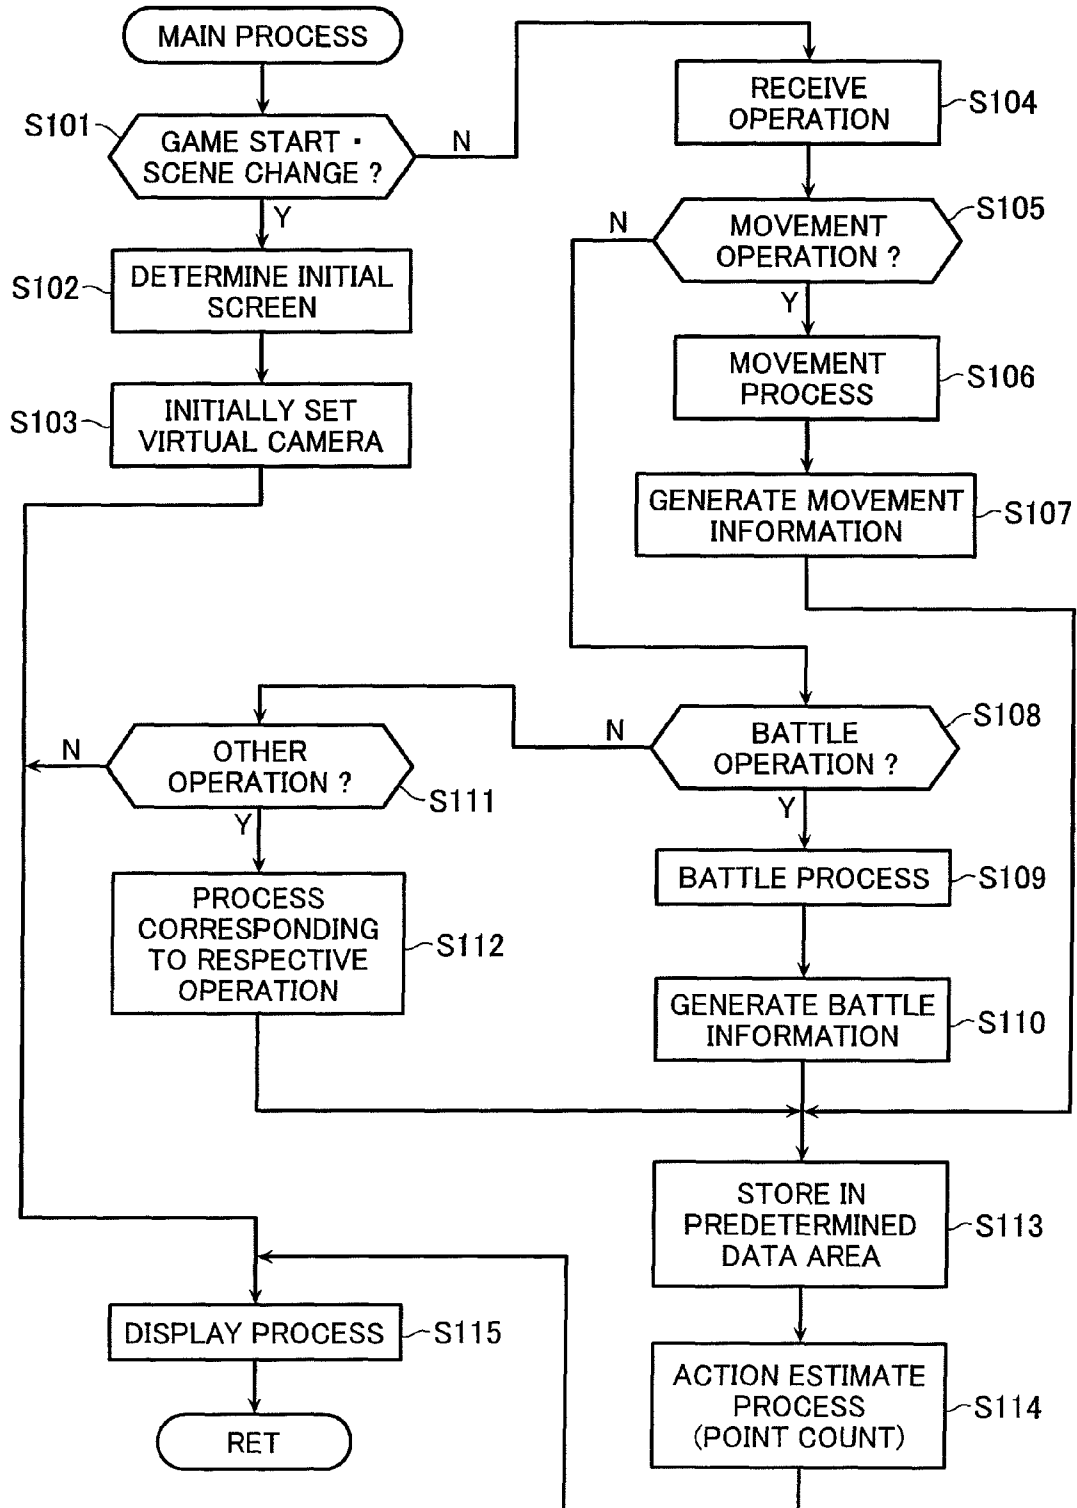 MAIN PROCESS
S101
GAME START ·
SCENE CHANGE ?
N
Y
S102
DETERMINE INITIAL
SCREEN
S103
INITIALLY SET
VIRTUAL CAMERA
RECEIVE
OPERATION
S104
MOVEMENT
OPERATION ?
S105
N
Y
MOVEMENT
PROCESS
S106
GENERATE MOVEMENT
INFORMATION
S107
BATTLE
OPERATION ?
S108
N
Y
BATTLE PROCESS
S109
GENERATE BATTLE
INFORMATION
S110
OTHER
OPERATION ?
S111
N
Y
PROCESS
CORRESPONDING
TO RESPECTIVE
OPERATION
S112
STORE IN
PREDETERMINED
DATA AREA
S113
ACTION ESTIMATE
PROCESS
(POINT COUNT)
S114
DISPLAY PROCESS
S115
RET